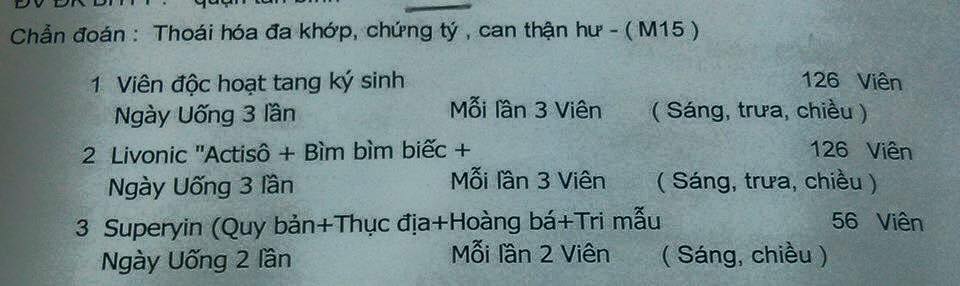 Chẩn đoán : Thoái hóa đa khớp, chứng tý , can thận hư - ( M15 )
1 Viên độc hoạt tang ký sinh 126 Viên
Ngày Uống 3 lần Mỗi lần 3 Viên ( Sáng, trưa, chiều )
2 Livonic "Actisô + Bìm bìm biếc + 126 Viên
Ngày Uống 3 lần Mỗi lần 3 Viên ( Sáng, trưa, chiều )
3 Superyin (Quy bản+Thục địa+Hoàng bá+Tri mẫu 56 Viên
Ngày Uống 2 lần Mỗi lần 2 Viên ( Sáng, chiều )